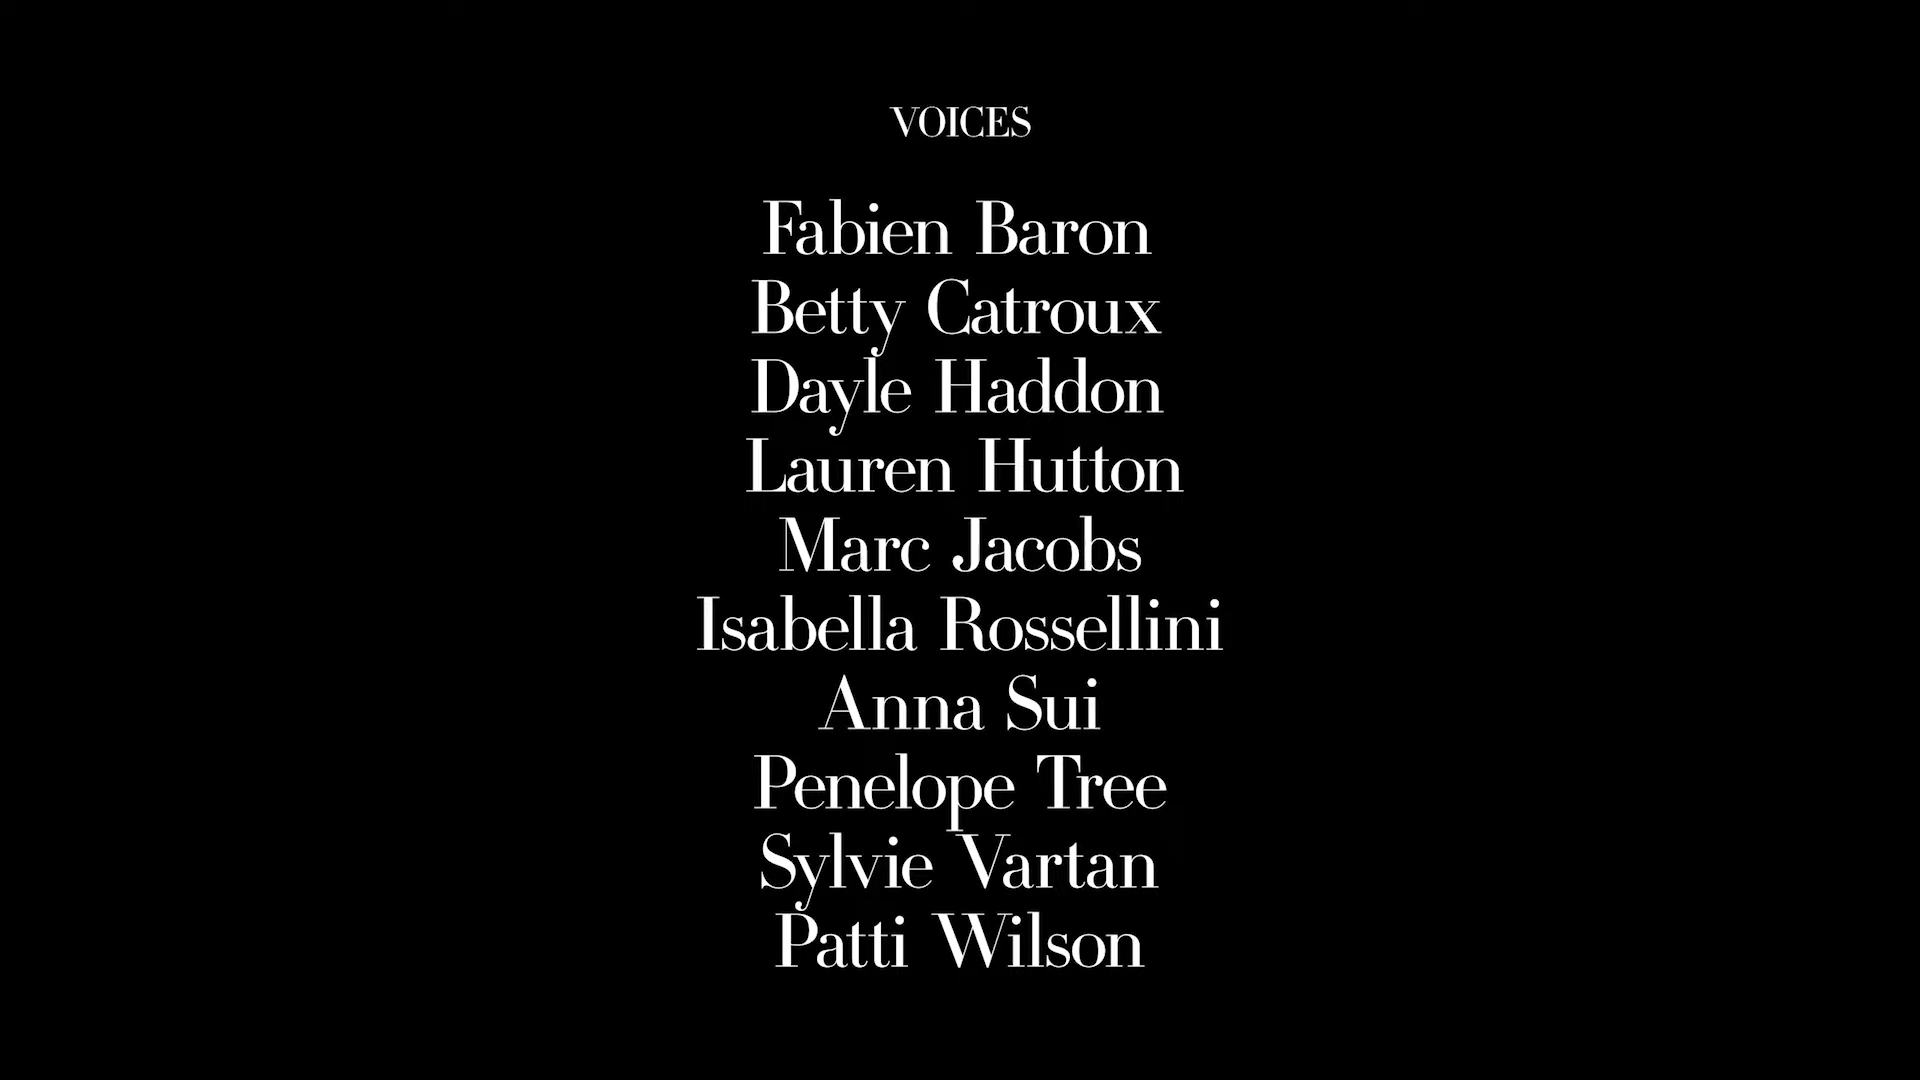 VOICES
Fabien Baron
Betty Catroux
Dayle Haddon
Lauren Hutton
Marc Jacobs
Isabella Rossellini
Anna Sui
Penelope Tree
Sylvie Vartan
Patti Wilson